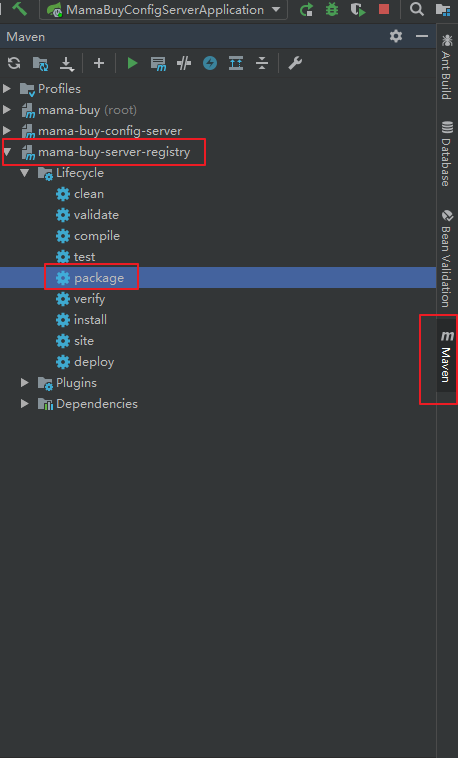 MamaBuyConfigServerApplication
Maven
Profiles
mama-buy (root)
mama-buy-config-server
mama-buy-server-registry
Lifecycle
clean
validate
compile
test
package
verify
install
site
deploy
Plugins
Dependencies
Ant Build
Database
Bean Validation
m Maven